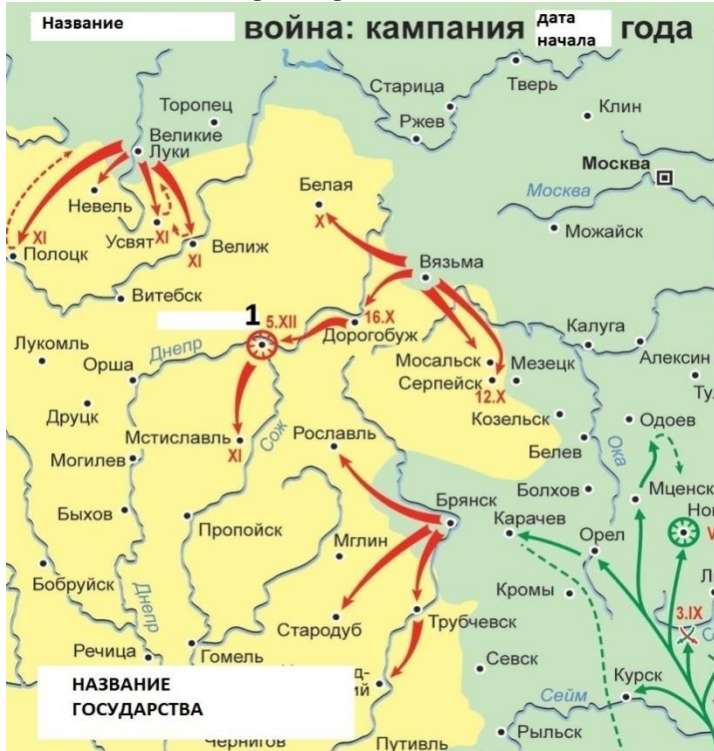 Название
война: кампания
дата
начала
года
Старица
Тверь
Торопец
Клин
Великие
Луки
Ржев
Москва
Москва
Белая
Невель
X
Можайск
Усвят
XI
XI
XI
Велиж
Полоцк
Вязьма
Витебск
1
5.XII
16.X
Дорогобуж
Калуга
Лукомль
Днепр
Алексин
Орша
Мосальск
Мезецк
Серпейск
12.X
Друцк
Сож
Козельск
Одоев
Мстиславль
XI
Рославль
Белев
Ока
Могилев
Болхов
Мценск
Брянск
Карачев
Быхов
Пропойск
Орел
Мглин
Бобруйск
Днепр
Кромы
3.IX
Стародуб
Трубчевск
Речица
Гомель
Севск
НАЗВАНИЕ
ГОСУДАРСТВА
Курск
Сейм
Чернигов
Путивль
Рыльск